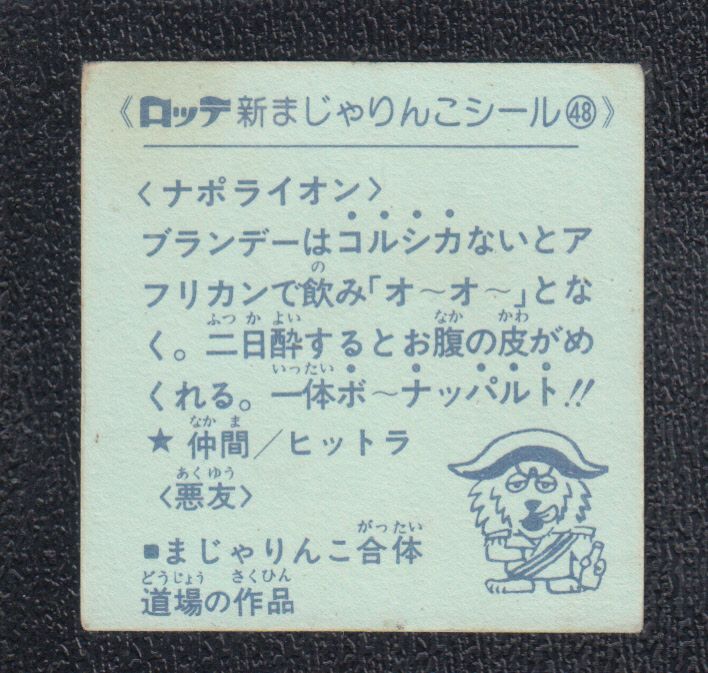 《ロッテ新まじゃりんこシール㊽》
〈ナポライオン〉
ブランデーはコルシカないとア
フリカンで飲み「オ〜オ〜」とな
く。二日酔するとお腹の皮がめ
くれる。一体ボ〜ナッパルト!!
★仲間／ヒットラ
〈悪友〉
■まじゃりんこ合体
道場の作品